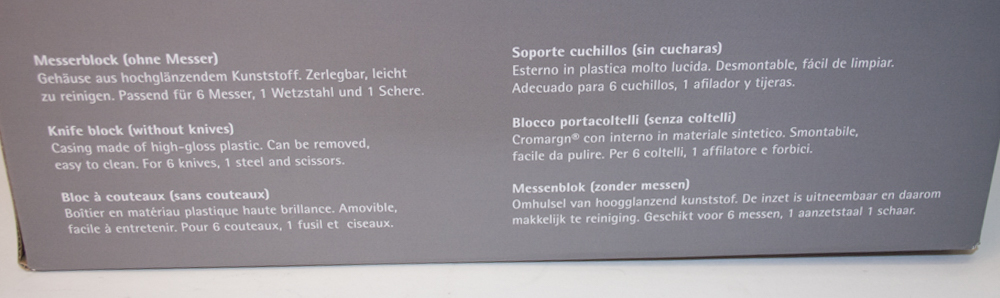 Messerblock (ohne Messer)
Gehäuse aus hochglänzendem Kunststoff. Zerlegbar, leicht
zu reinigen. Passend für 6 Messer, 1 Wetzstahl und 1 Schere.
Knife block (without knives)
Casing made of high-gloss plastic. Can be removed,
easy to clean. For 6 knives, 1 steel and scissors.
Bloc à couteaux (sans couteaux)
Boîtier en matériau plastique haute brillance. Amovible,
facile à entretenir. Pour 6 couteaux, 1 fusil et ciseaux.
Soporte cuchillos (sin cucharas)
Esterno in plastica molto lucida. Desmontable, fácil de limpiar.
Adecuado para 6 cuchillos, 1 afilador y tijeras.
Blocco portacoltelli (senza coltelli)
Cromargn® con interno in materiale sintetico. Smontabile,
facile da pulire. Per 6 coltelli, 1 affilatore e forbici.
Messenblok (zonder messen)
Omhulsel van hoogglanzend kunststof. De inzet is uitneembaar en daarom
makkelijk te reiniging. Geschikt voor 6 messen, 1 aanzetstaal 1 schaar.